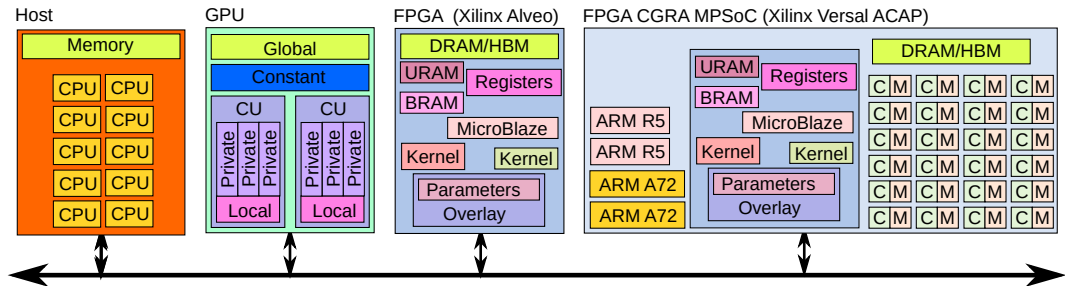 Host
Memory
CPU CPU
CPU CPU
CPU CPU
CPU CPU
CPU CPU
GPU
Global
Constant
CU
Private
Private
Private
Local
CU
Private
Private
Private
Local
FPGA (Xilinx Alveo)
DRAM/HBM
URAM
Registers
BRAM
MicroBlaze
Kernel
Kernel
Parameters
Overlay
FPGA CGRA MPSoC (Xilinx Versal ACAP)
ARM R5
ARM R5
ARM A72
ARM A72
URAM
Registers
BRAM
MicroBlaze
Kernel
Kernel
Parameters
Overlay
DRAM/HBM
C M C M C M C M
C M C M C M C M
C M C M C M C M
C M C M C M C M
C M C M C M C M
C M C M C M C M